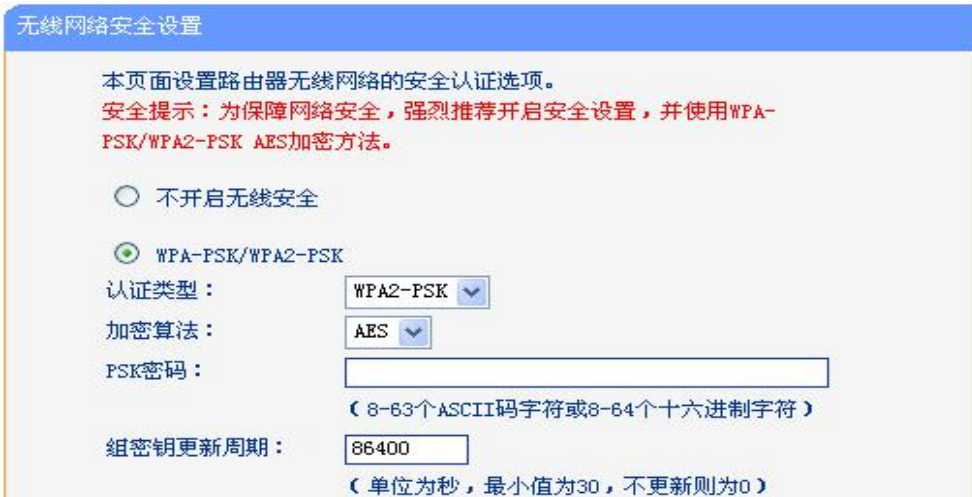 无线网络安全设置
本页面设置路由器无线网络的安全认证选项。
安全提示：为保障网络安全，强烈推荐开启安全设置，并使用WPA-
PSK/WPA2-PSK AES加密方法。
不开启无线安全
WPA-PSK/WPA2-PSK
认证类型： WPA2-PSK
加密算法： AES
PSK密码：
（8-63个ASCII码字符或8-64个十六进制字符）
组密钥更新周期： 86400
（单位为秒，最小值为30，不更新则为0）